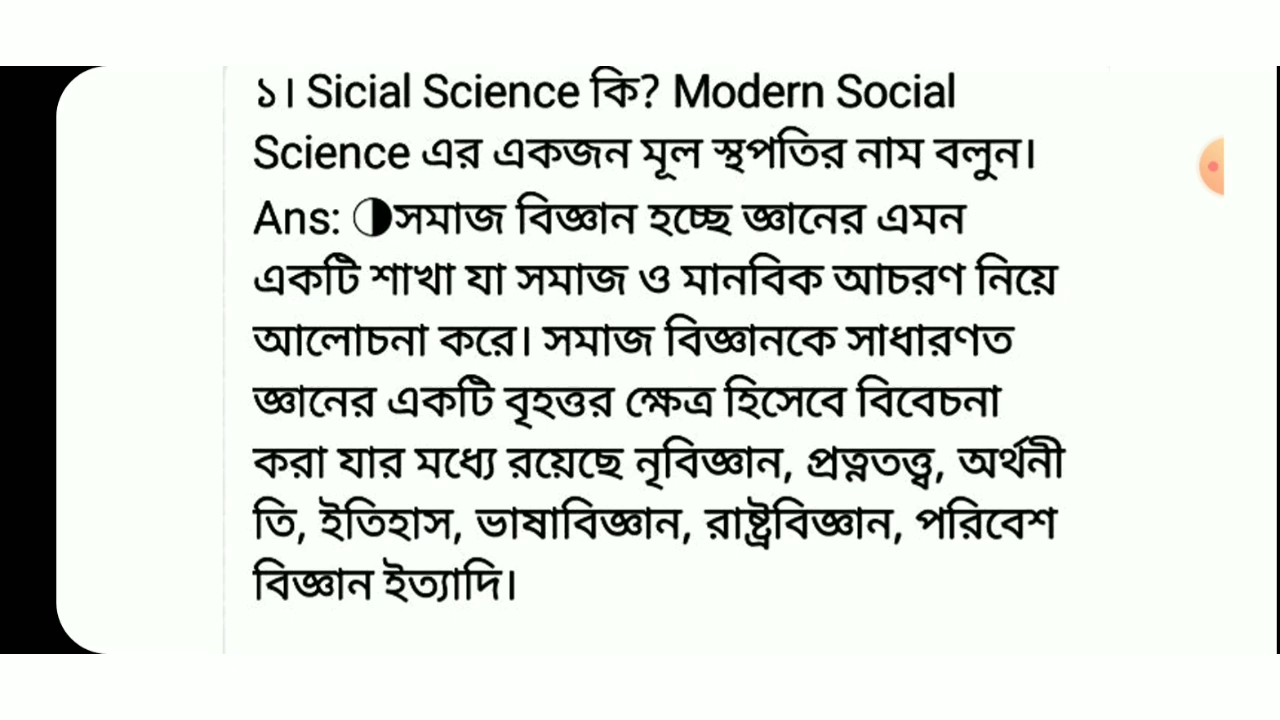 ১। Sicial Science কি? Modern Social
Science এর একজন মূল স্থপতির নাম বলুন।
Ans: ◑সমাজ বিজ্ঞান হচ্ছে জ্ঞানের এমন
একটি শাখা যা সমাজ ও মানবিক আচরণ নিয়ে
আলোচনা করে। সমাজ বিজ্ঞানকে সাধারণত
জ্ঞানের একটি বৃহত্তর ক্ষেত্র হিসেবে বিবেচনা
করা যার মধ্যে রয়েছে নৃবিজ্ঞান, প্রত্নতত্ত্ব, অর্থনী
তি, ইতিহাস, ভাষাবিজ্ঞান, রাষ্ট্রবিজ্ঞান, পরিবেশ
বিজ্ঞান ইত্যাদি।